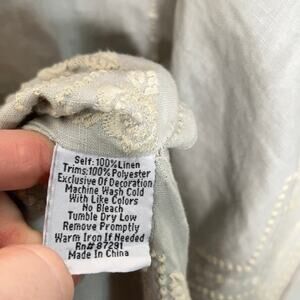 Self:100%Linen
Trims:100%Polyester
Exclusive Of Decoration
Machine Wash Cold
With Like Colors
No Bleach
Tumble Dry Low
Remove Promptly
Warm Iron If Needed
Rn# 87291
Made In China